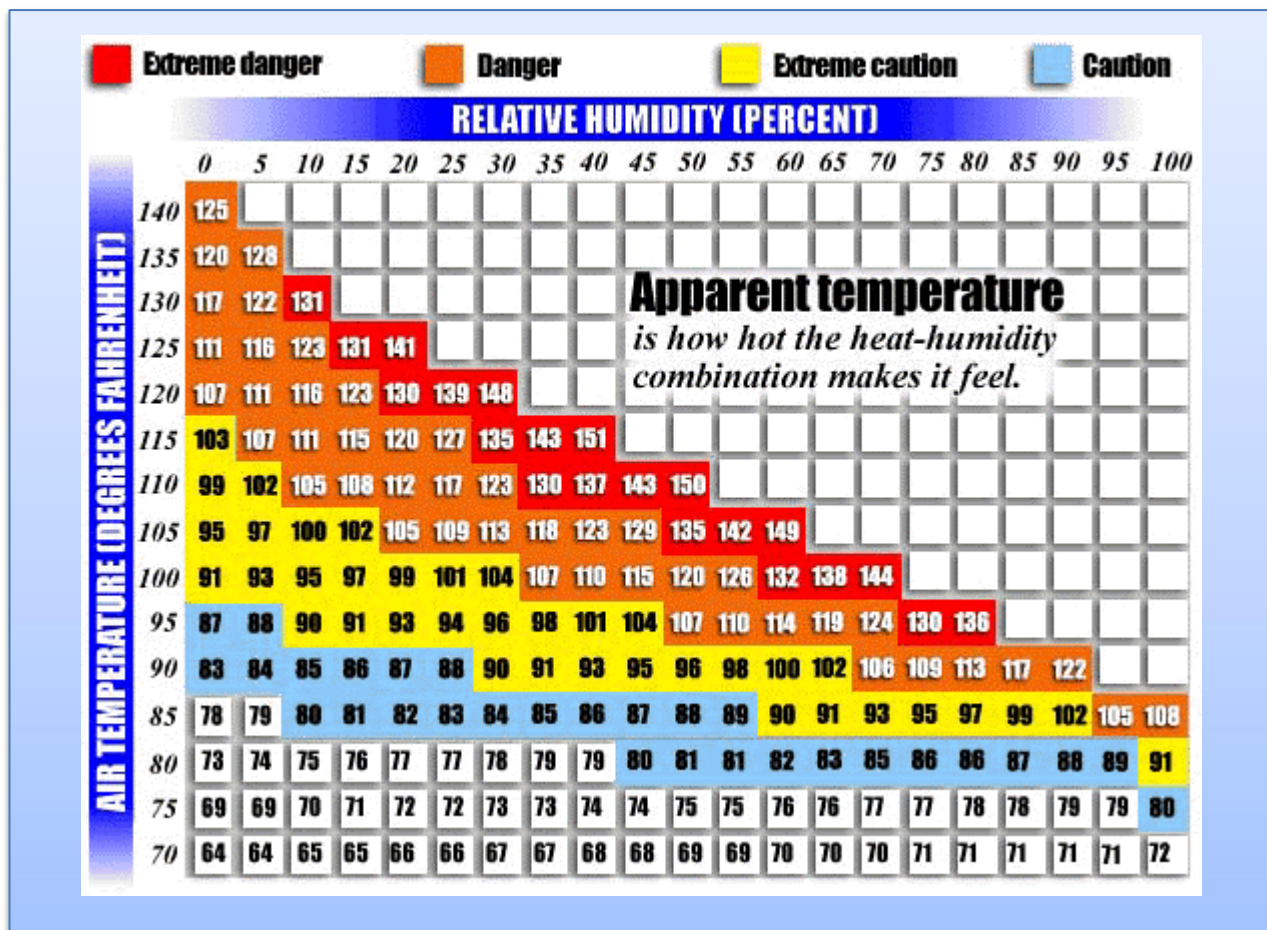 Extreme danger Danger Extreme caution Caution
RELATIVE HUMIDITY (PERCENT)
0 5 10 15 20 25 30 35 40 45 50 55 60 65 70 75 80 85 90 95 100
AIR TEMPERATURE (DEGREES FAHRENHEIT)
140 125
135 120 128
130 117 122 131
Apparent temperature
is how hot the heat-humidity
combination makes it feel.
125 111 116 123 131 141
120 107 111 116 123 130 139 148
115 103 107 111 115 120 127 135 143 151
110 99 102 105 108 112 117 123 130 137 143 150
105 95 97 100 102 105 109 113 118 123 129 135 142 149
100 91 93 95 97 99 101 104 107 110 115 120 126 132 138 144
95 87 88 90 91 93 94 96 98 101 104 107 110 114 119 124 130 136
90 83 84 85 86 87 88 90 91 93 95 96 98 100 102 106 109 113 117 122
85 78 79 80 81 82 83 84 85 86 87 88 89 90 91 93 95 97 99 102 105 108
80 73 74 75 76 77 77 78 79 79 80 81 81 82 83 85 86 86 87 88 89 91
75 69 69 70 71 72 72 73 73 74 74 75 75 76 76 77 77 78 78 79 79 80
70 64 64 65 65 66 66 67 67 68 68 69 69 70 70 70 71 71 71 71 71 72